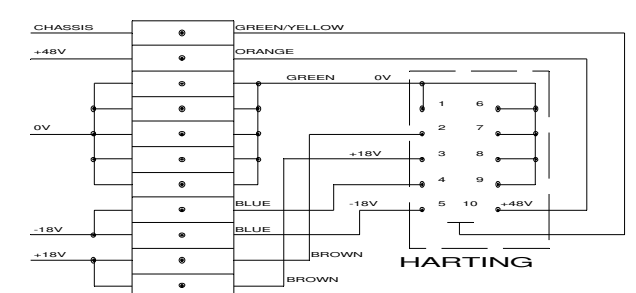 CHASSIS GREEN/YELLOW
+48V ORANGE
GREEN 0V
1 6
0V 2 7
+18V 3 8
4 9
BLUE -18V 5 10 +48V
-18V BLUE
+18V BROWN HARTING
BROWN